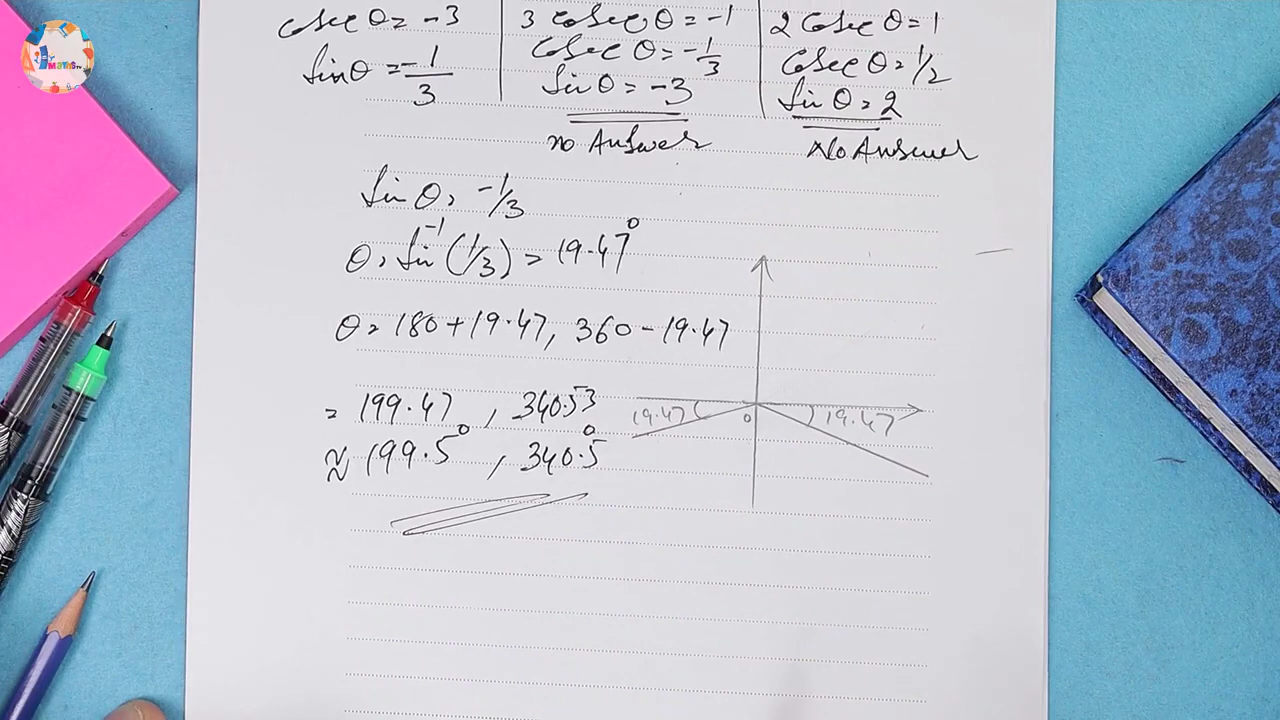 cosec θ = -3
sin θ = -1/3
3 cosec θ = -1
cosec θ = -1/3
sin θ = -3
no Answer
2 cosec θ = 1
cosec θ = 1/2
sin θ = 2
No Answer
sin θ = -1/3
θ = sin⁻¹(1/3) = 19.47°
θ = 180 + 19.47, 360 - 19.47
= 199.47 , 340.53
≈ 199.5° , 340.5°
19.47
0
19.47
MATHS